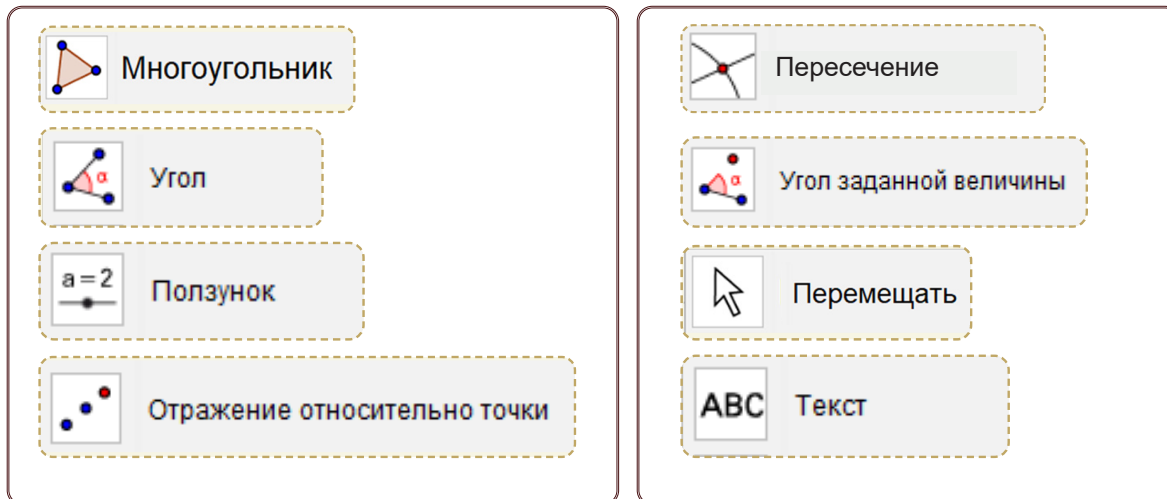 Многоугольник
α
Угол
a = 2
Ползунок
Отражение относительно точки
Пересечение
α
Угол заданной величины
Перемещать
ABC
Текст